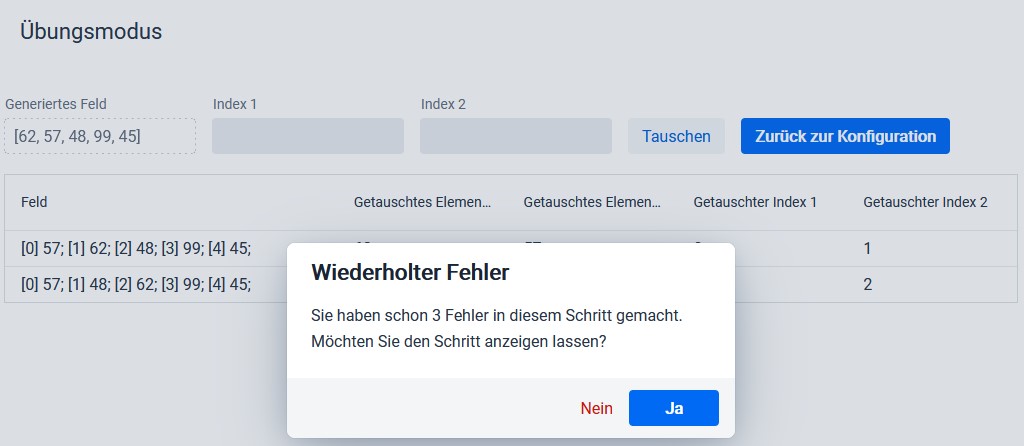 Übungsmodus
Generiertes Feld
Index 1
Index 2
[62, 57, 48, 99, 45]
Tauschen
Zurück zur Konfiguration
Feld
Getauschtes Elemen...
Getauschtes Elemen...
Getauschter Index 1
Getauschter Index 2
[0] 57; [1] 62; [2] 48; [3] 99; [4] 45;
1
[0] 57; [1] 48; [2] 62; [3] 99; [4] 45;
2
Wiederholter Fehler
Sie haben schon 3 Fehler in diesem Schritt gemacht.
Möchten Sie den Schritt anzeigen lassen?
Nein
Ja